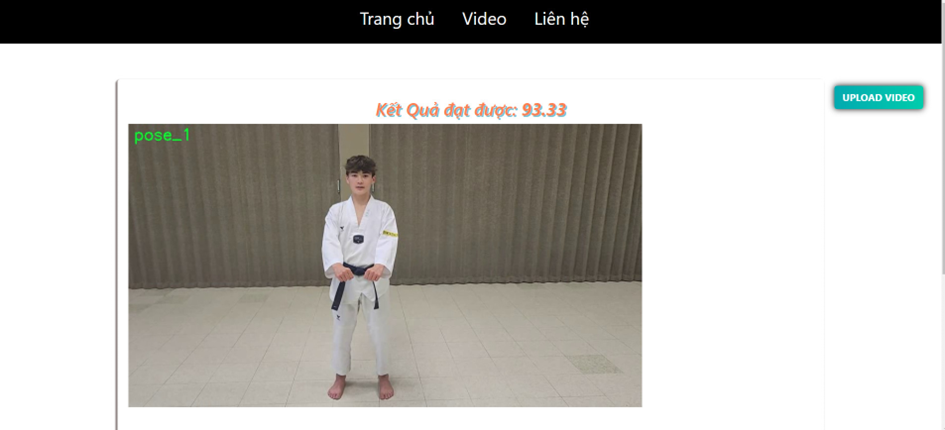 Trang chủ Video Liên hệ
UPLOAD VIDEO
Kết Quả đạt được: 93.33
pose_1